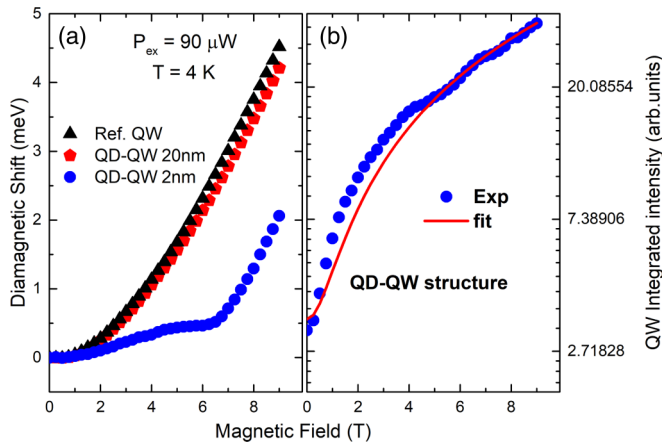 (a)
P_ex = 90 μW
T = 4 K
Ref. QW
QD-QW 20nm
QD-QW 2nm
Diamagnetic Shift (meV)
5
4
3
2
1
0
0
2
4
6
8
(b)
Exp
fit
QD-QW structure
0
2
4
6
8
20.08554
7.38906
2.71828
QW Integrated intensity (arb.units)
Magnetic Field (T)